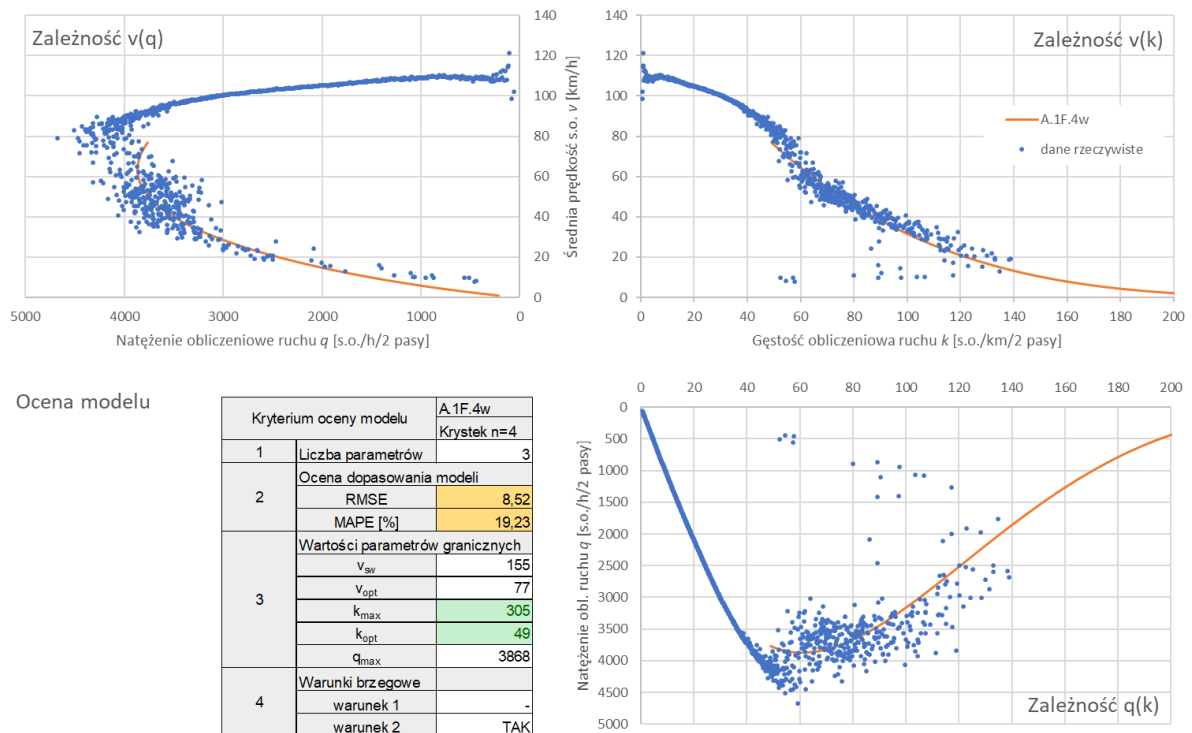 Zależność v(q)
140
120
100
80
60
40
20
0
średnia prędkość s.o. v [km/h]
5000 4000 3000 2000 1000 0
Natężenie obliczeniowe ruchu q [s.o./h/2 pasy]
Zależność v(k)
140
120
100
80
60
40
20
0
A.1F.4w
dane rzeczywiste
0 20 40 60 80 100 120 140 160 180 200
Gęstość obliczeniowa ruchu k [s.o./km/2 pasy]
Ocena modelu
Kryterium oceny modelu A.1F.4w
Krystek n=4
1 Liczba parametrów 3
2 Ocena dopasowania modeli
RMSE 8,52
MAPE [%] 19,23
3 Wartości parametrów granicznych
vsw 155
vopt 77
kmax 305
kopt 49
qmax 3868
4 Warunki brzegowe
warunek 1 -
warunek 2 TAK
0 20 40 60 80 100 120 140 160 180 200
0
500
1000
1500
2000
2500
3000
3500
4000
4500
5000
Natężenie obl. ruchu q [s.o./h/2 pasy]
Zależność q(k)